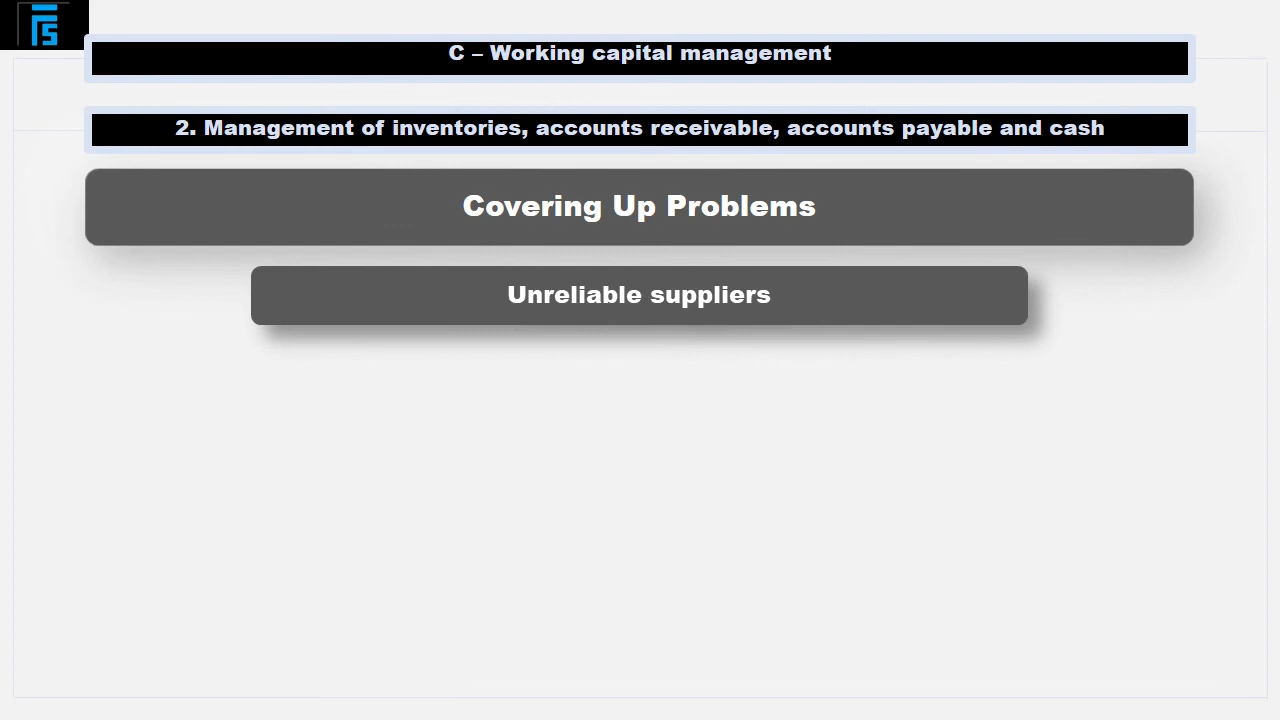 C – Working capital management
2. Management of inventories, accounts receivable, accounts payable and cash
Covering Up Problems
Unreliable suppliers